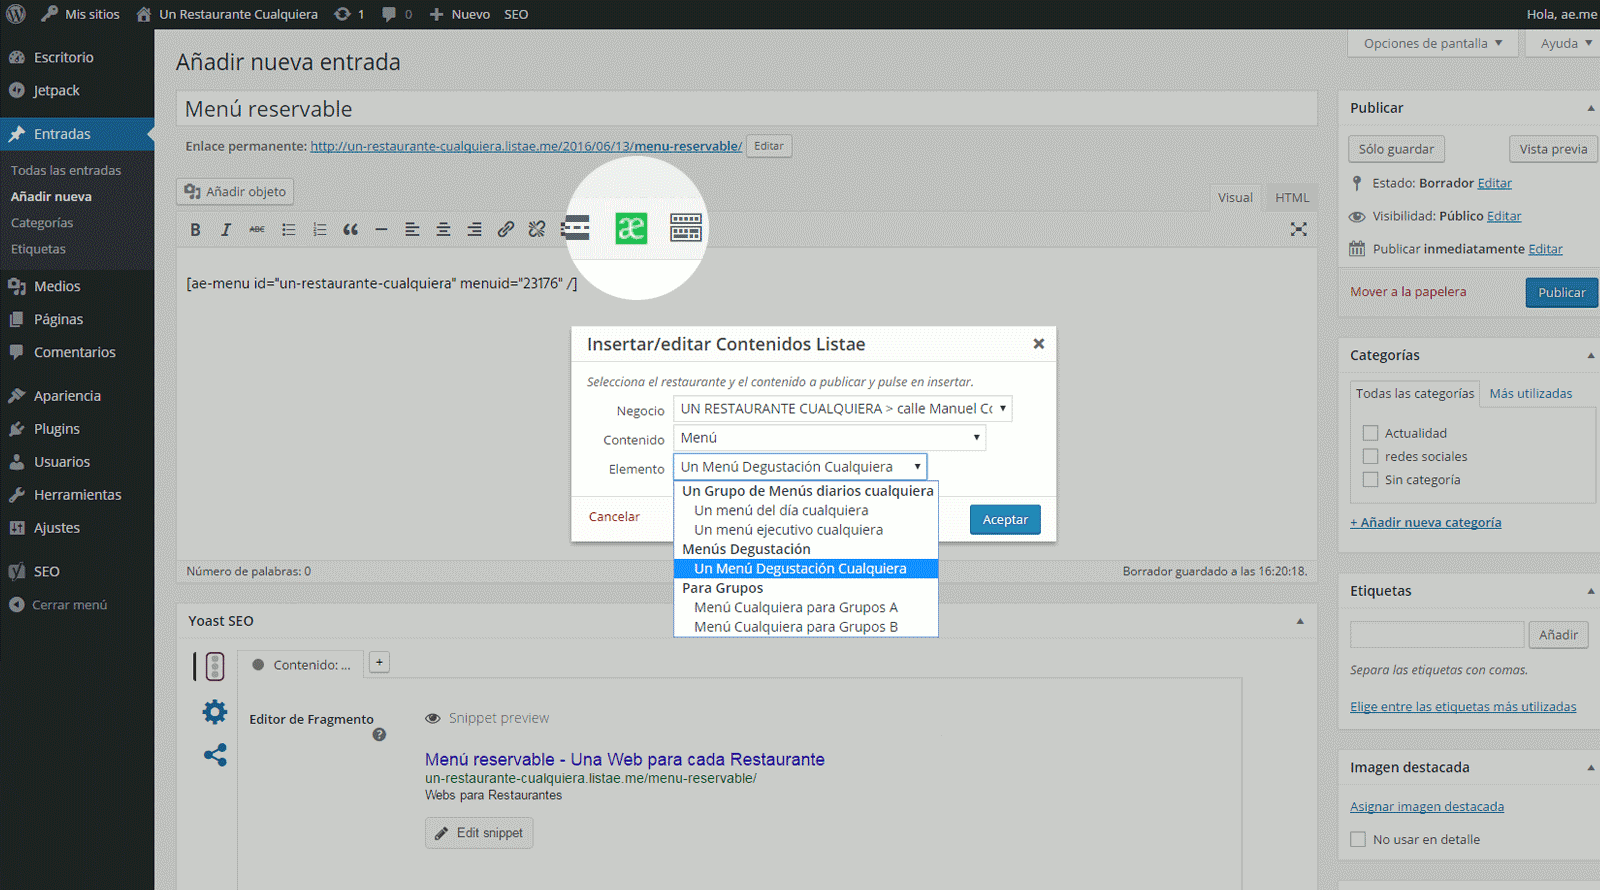 Mis sitios
Un Restaurante Cualquiera
1
0
Nuevo
SEO
Hola, ae.me
Escritorio
Jetpack
Entradas
Todas las entradas
Añadir nueva
Categorías
Etiquetas
Medios
Páginas
Comentarios
Apariencia
Plugins
Usuarios
Herramientas
Ajustes
SEO
Cerrar menú
Opciones de pantalla
Ayuda
Añadir nueva entrada
Menú reservable
Enlace permanente: http://un-restaurante-cualquiera.listae.me/2016/06/13/menu-reservable/ Editar
Añadir objeto
Visual
HTML
B I ABC
æ
[ae-menu id="un-restaurante-cualquiera" menuid="23176" /]
Insertar/editar Contenidos Listae
Selecciona el restaurante y el contenido a publicar y pulse en insertar.
Negocio UN RESTAURANTE CUALQUIERA > calle Manuel Co
Contenido Menú
Elemento Un Menú Degustación Cualquiera
Un Grupo de Menús diarios cualquiera
Un menú del día cualquiera
Un menú ejecutivo cualquiera
Menús Degustación
Un Menú Degustación Cualquiera
Para Grupos
Menú Cualquiera para Grupos A
Menú Cualquiera para Grupos B
Cancelar
Aceptar
Número de palabras: 0
Borrador guardado a las 16:20:18.
Yoast SEO
Contenido: ...
+
Editor de Fragmento
?
Snippet preview
Menú reservable - Una Web para cada Restaurante
un-restaurante-cualquiera.listae.me/menu-reservable/
Webs para Restaurantes
Edit snippet
Publicar
Sólo guardar
Vista previa
Estado: Borrador Editar
Visibilidad: Público Editar
Publicar inmediatamente Editar
Mover a la papelera
Publicar
Categorías
Todas las categorías
Más utilizadas
Actualidad
redes sociales
Sin categoría
+ Añadir nueva categoría
Etiquetas
Añadir
Separa las etiquetas con comas.
Elige entre las etiquetas más utilizadas
Imagen destacada
Asignar imagen destacada
No usar en detalle